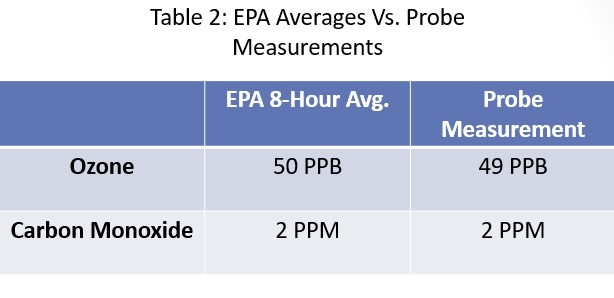 Table 2: EPA Averages Vs. Probe
Measurements
EPA 8-Hour Avg.
Probe
Measurement
Ozone 50 PPB 49 PPB
Carbon Monoxide 2 PPM 2 PPM